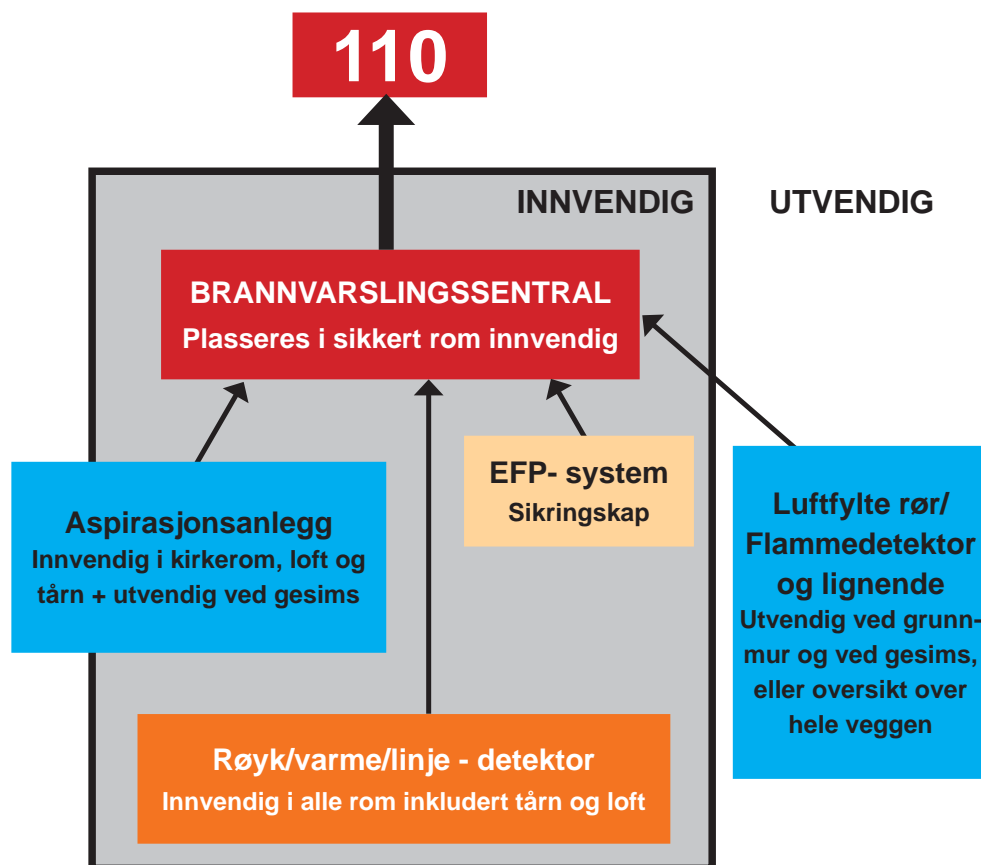 110
INNVENDIG
UTVENDIG
BRANNVARSLINGSSENTRAL
Plasseres i sikkert rom innvendig
Aspirasjonsanlegg
Innvendig i kirkerom, loft og
tårn + utvendig ved gesims
EFP- system
Sikringskap
Luftfylte rør/
Flammedetektor
og lignende
Utvendig ved grunn-
mur og ved gesims,
eller oversikt over
hele veggen
Røyk/varme/linje - detektor
Innvendig i alle rom inkludert tårn og loft